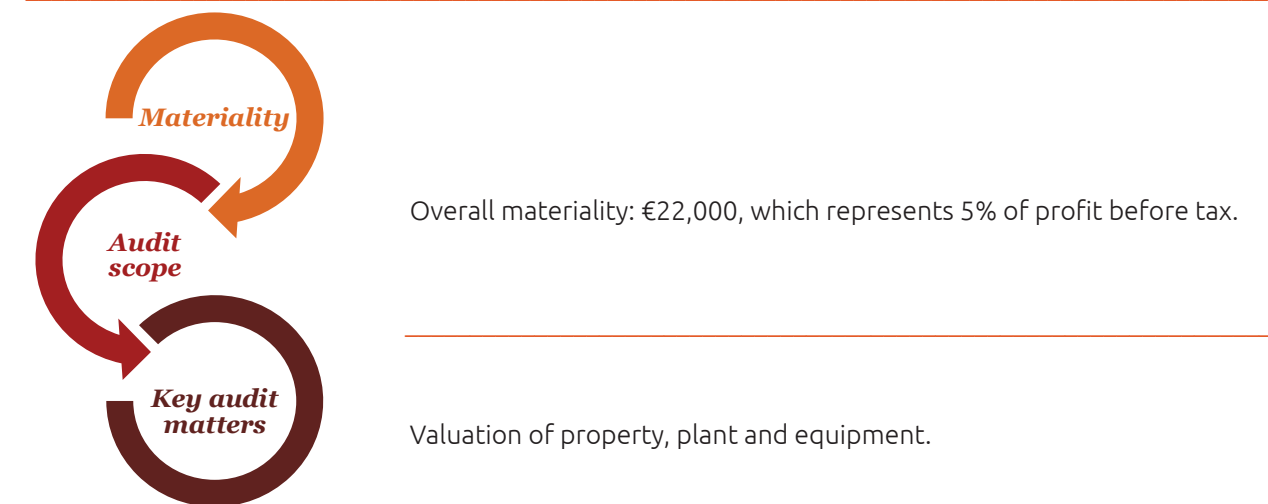 Materiality
Overall materiality: €22,000, which represents 5% of profit before tax.
Audit
scope
Key audit
matters
Valuation of property, plant and equipment.